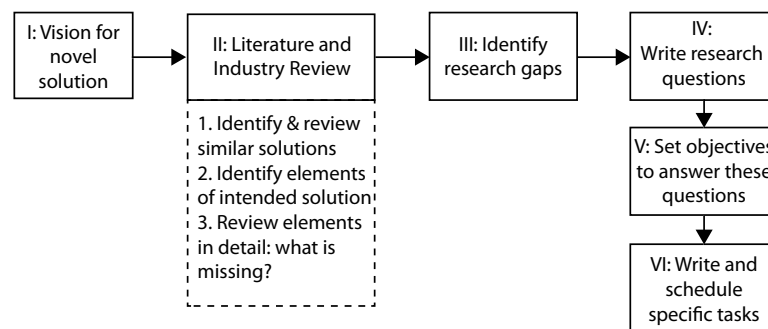 I: Vision for
novel
solution
II: Literature and
Industry Review
1. Identify & review
similar solutions
2. Identify elements
of intended solution
3. Review elements
in detail: what is
missing?
III: Identify
research gaps
IV:
Write research
questions
V: Set objectives
to answer these
questions
VI: Write and
schedule
specific tasks